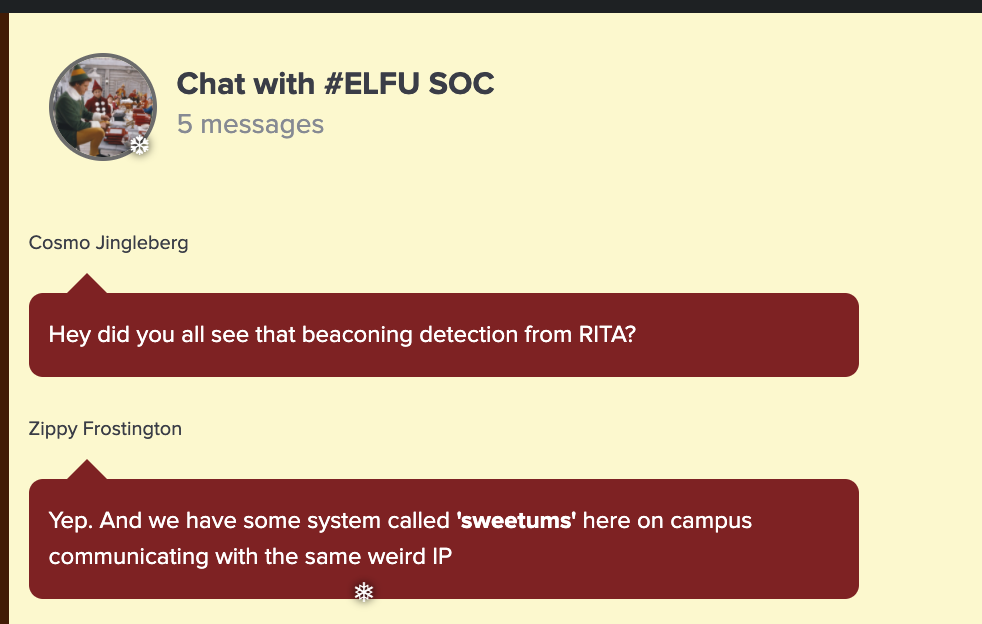 Chat with #ELFU SOC
5 messages
Cosmo Jingleberg
Hey did you all see that beaconing detection from RITA?
Zippy Frostington
Yep. And we have some system called 'sweetums' here on campus
communicating with the same weird IP